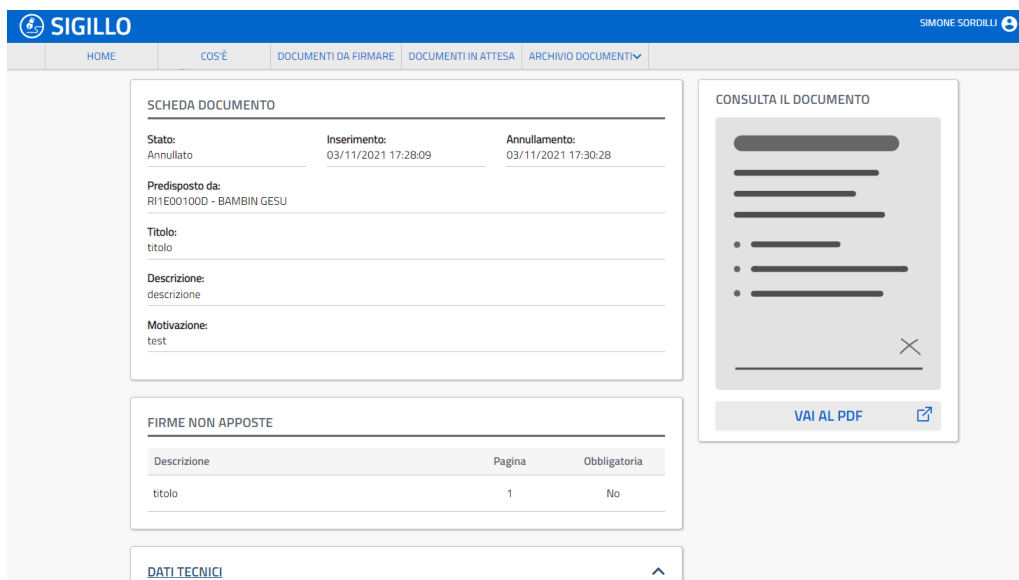 SIGILLO
SIMONE SORDILLI
HOME COS'È DOCUMENTI DA FIRMARE DOCUMENTI IN ATTESA ARCHIVIO DOCUMENTI
SCHEDA DOCUMENTO
Stato: Inserimento: Annullamento:
Annullato 03/11/2021 17:28:09 03/11/2021 17:30:28
Predisposto da:
RI1E00100D - BAMBIN GESU
Titolo:
titolo
Descrizione:
descrizione
Motivazione:
test
FIRME NON APPOSTE
Descrizione Pagina Obbligatoria
titolo 1 No
DATI TECNICI
CONSULTA IL DOCUMENTO
VAI AL PDF